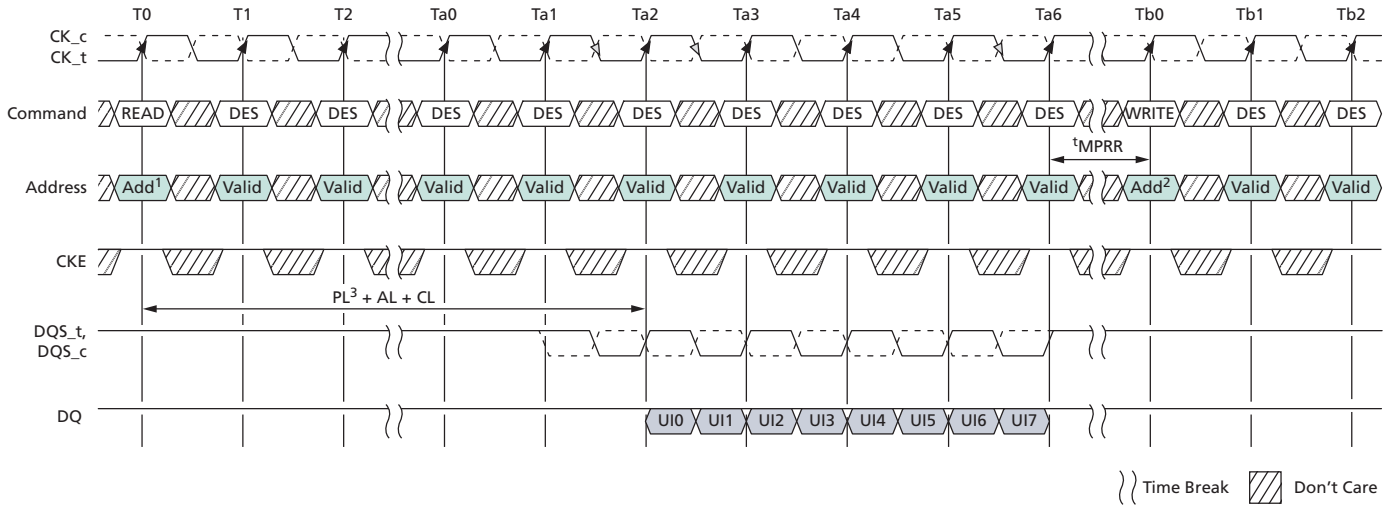 T0 T1 T2 Ta0 Ta1 Ta2 Ta3 Ta4 Ta5 Ta6 Tb0 Tb1 Tb2
CK_c
CK_t
Command READ DES DES DES DES DES DES DES DES DES WRITE DES DES
tMPRR
Address Add1 Valid Valid Valid Valid Valid Valid Valid Valid Valid Add2 Valid Valid
CKE
PL3 + AL + CL
DQS_t,
DQS_c
DQ UI0 UI1 UI2 UI3 UI4 UI5 UI6 UI7
Time Break Don't Care